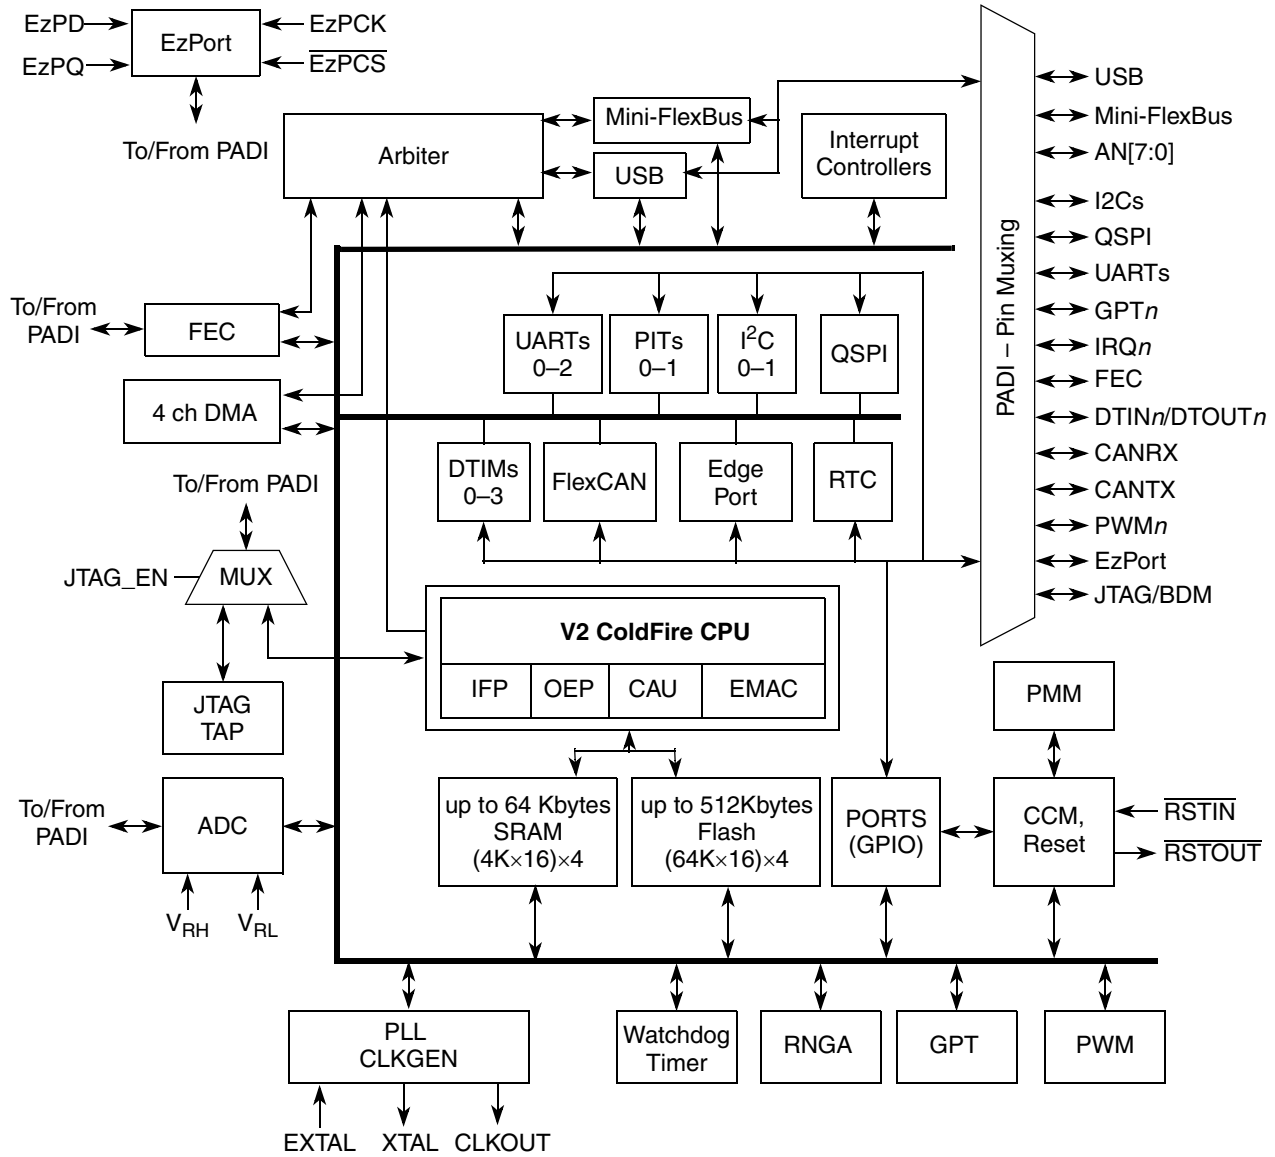 EzPD
EzPQ
EzPort
EzPCK
EzPCS
To/From PADI
Arbiter
Mini-FlexBus
USB
Interrupt
Controllers
PADI – Pin Muxing
USB
Mini-FlexBus
AN[7:0]
I2Cs
QSPI
UARTs
GPTn
IRQn
FEC
DTINn/DTOUTn
CANRX
CANTX
PWMn
EzPort
JTAG/BDM
To/From
PADI
FEC
4 ch DMA
UARTs
0–2
PITs
0–1
I2C
0–1
QSPI
DTIMs
0–3
FlexCAN
Edge
Port
RTC
To/From PADI
JTAG_EN
MUX
JTAG
TAP
V2 ColdFire CPU
IFP
OEP
CAU
EMAC
PMM
To/From
PADI
ADC
VRH
VRL
up to 64 Kbytes
SRAM
(4K×16)×4
up to 512Kbytes
Flash
(64K×16)×4
PORTS
(GPIO)
CCM,
Reset
RSTIN
RSTOUT
PLL
CLKGEN
EXTAL
XTAL
CLKOUT
Watchdog
Timer
RNGA
GPT
PWM